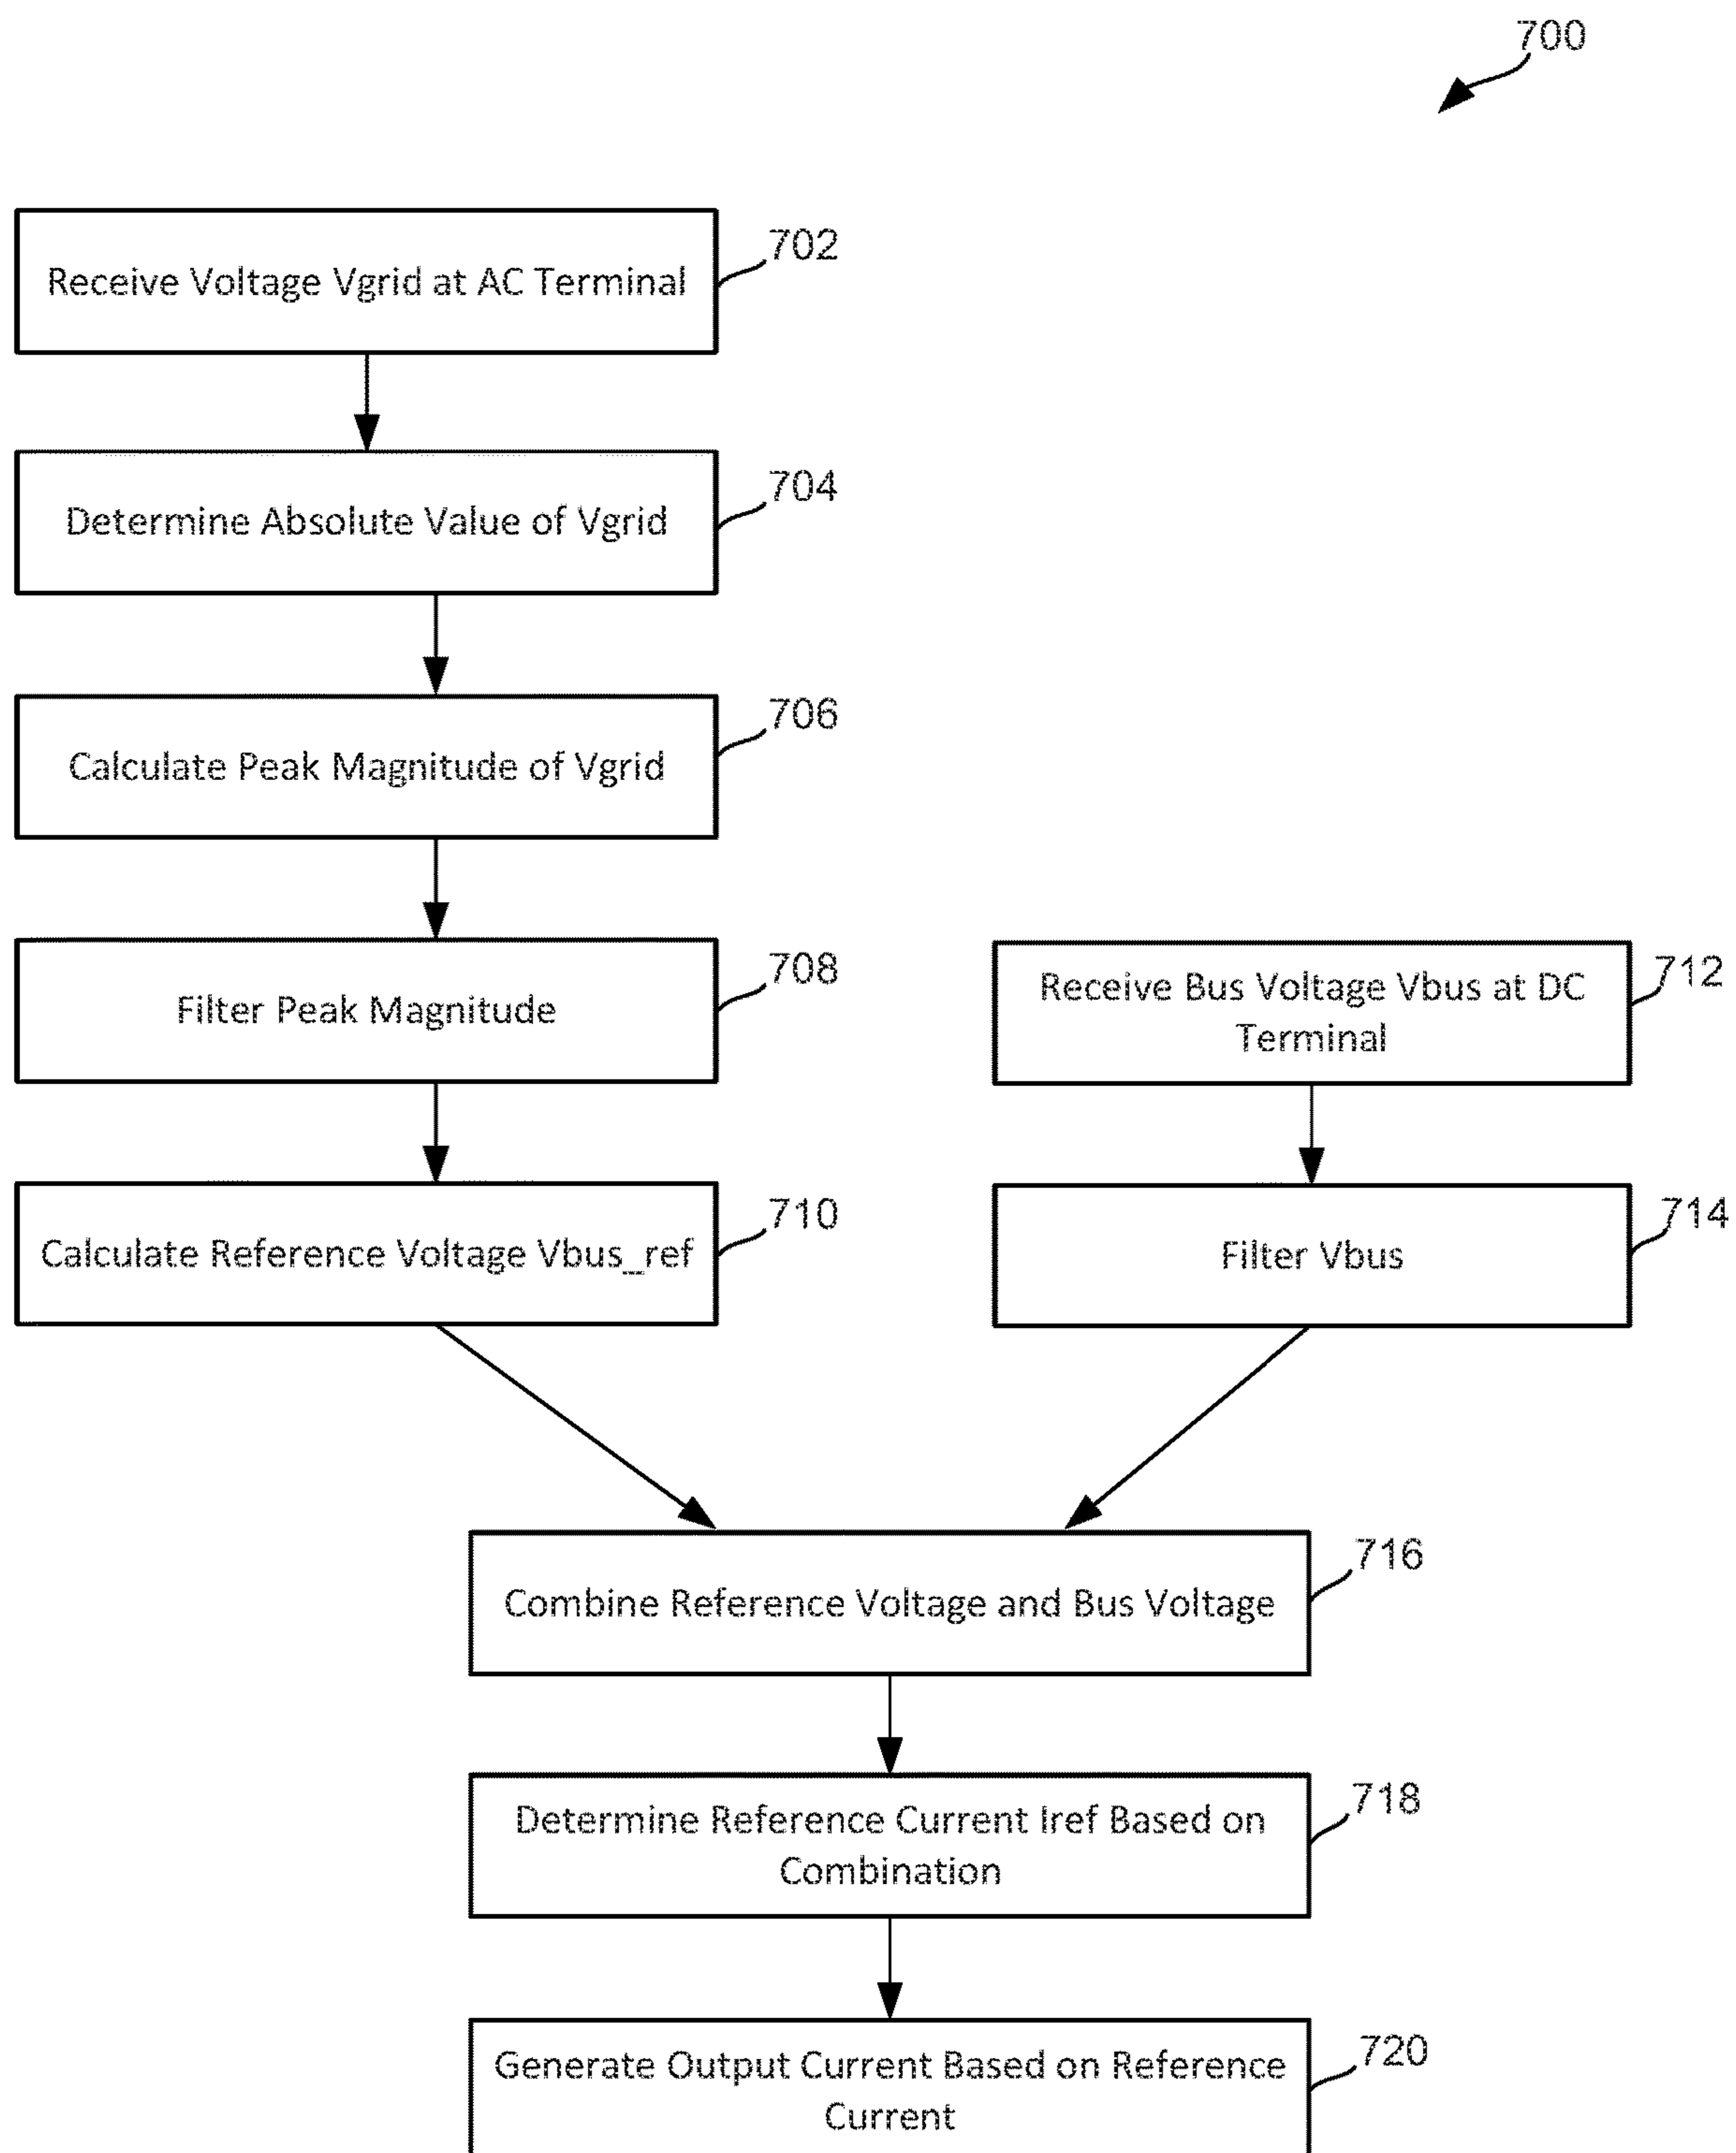 700
702
Receive Voltage Vgrid at AC Terminal
704
Determine Absolute Value of Vgrid
706
Calculate Peak Magnitude of Vgrid
708
Filter Peak Magnitude
710
Calculate Reference Voltage Vbus_ref
712
Receive Bus Voltage Vbus at DC
Terminal
714
Filter Vbus
716
Combine Reference Voltage and Bus Voltage
718
Determine Reference Current Iref Based on
Combination
720
Generate Output Current Based on Reference
Current